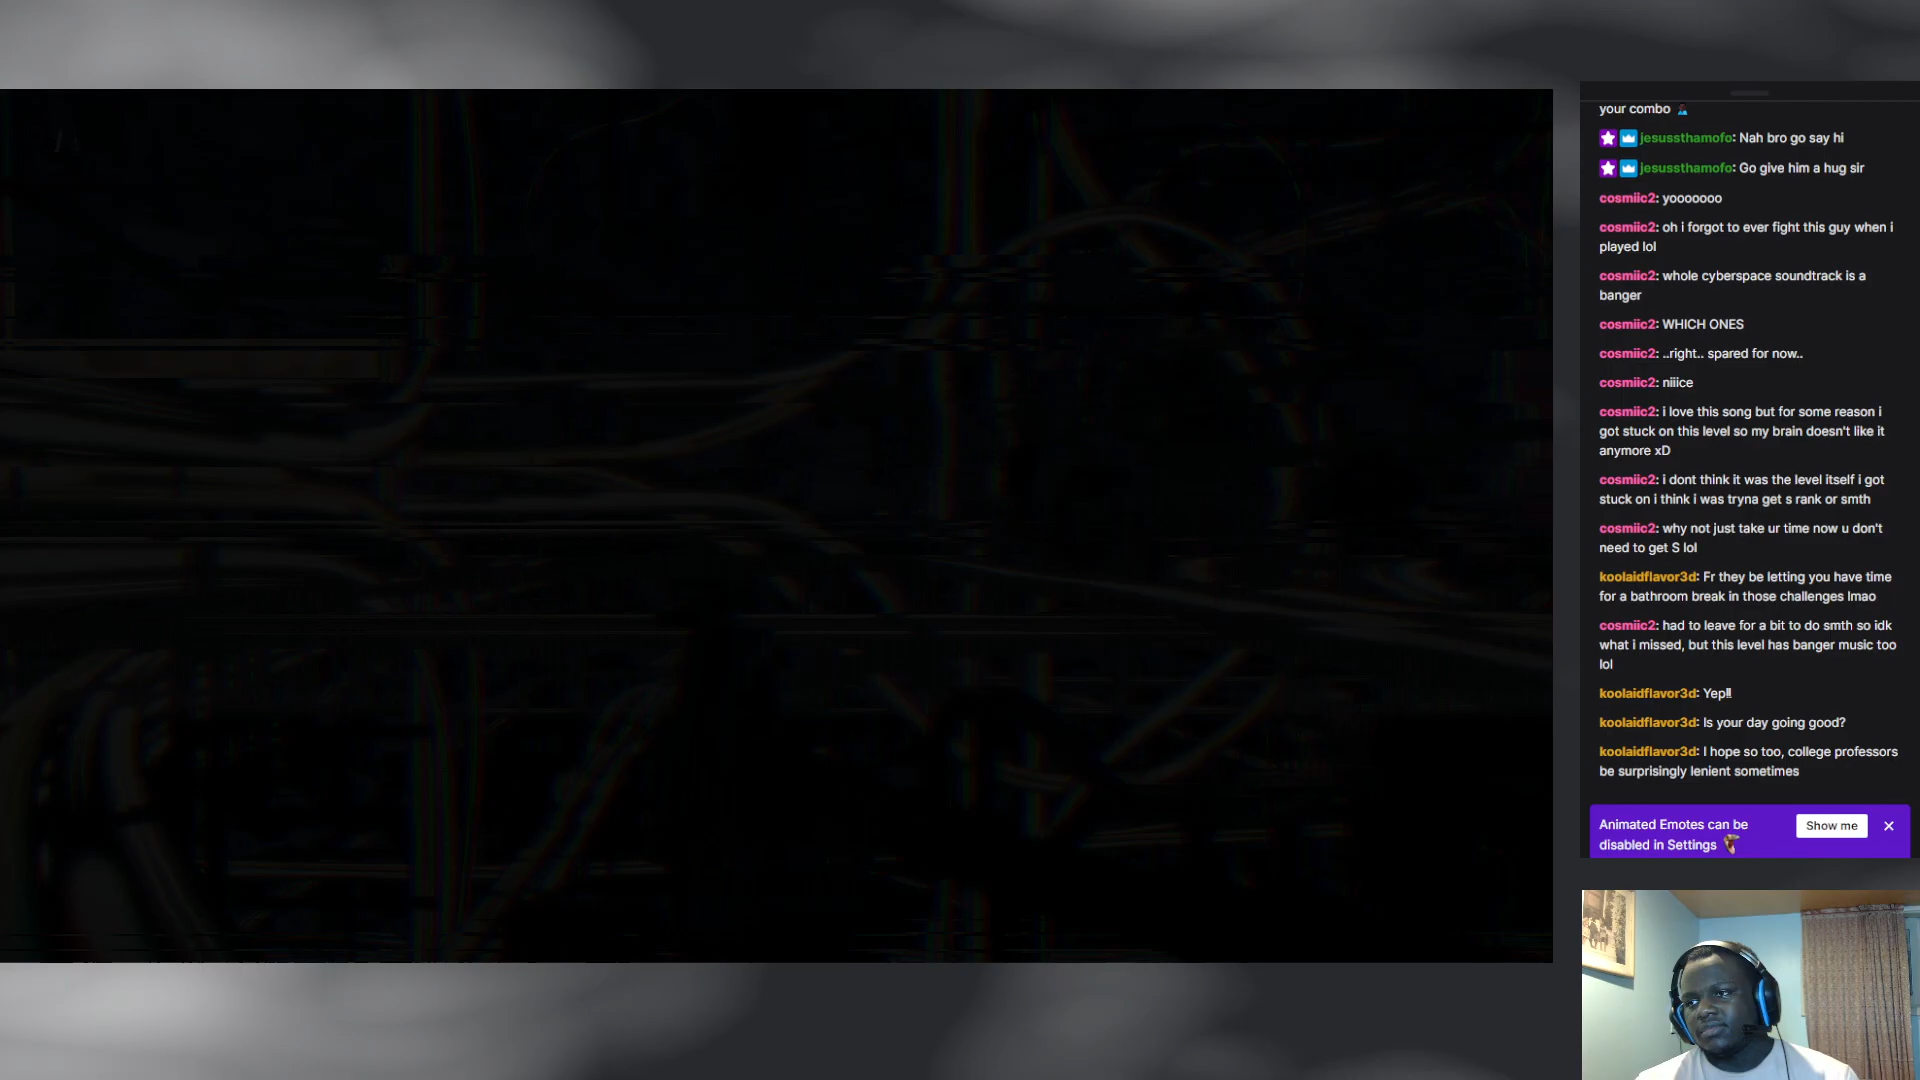 your combo
jesussthamofo: Nah bro go say hi
jesussthamofo: Go give him a hug sir
cosmiic2: yooooooo
cosmiic2: oh i forgot to ever fight this guy when i
played lol
cosmiic2: whole cyberspace soundtrack is a
banger
cosmiic2: WHICH ONES
cosmiic2: ..right.. spared for now..
cosmiic2: niiice
cosmiic2: i love this song but for some reason i
got stuck on this level so my brain doesn't like it
anymore xD
cosmiic2: i dont think it was the level itself i got
stuck on i think i was tryna get s rank or smth
cosmiic2: why not just take ur time now u don't
need to get S lol
koolaidflavor3d: Fr they be letting you have time
for a bathroom break in those challenges lmao
cosmiic2: had to leave for a bit to do smth so idk
what i missed, but this level has banger music too
lol
koolaidflavor3d: Yep!!
koolaidflavor3d: Is your day going good?
koolaidflavor3d: I hope so too, college professors
be surprisingly lenient sometimes
Animated Emotes can be
disabled in Settings
Show me